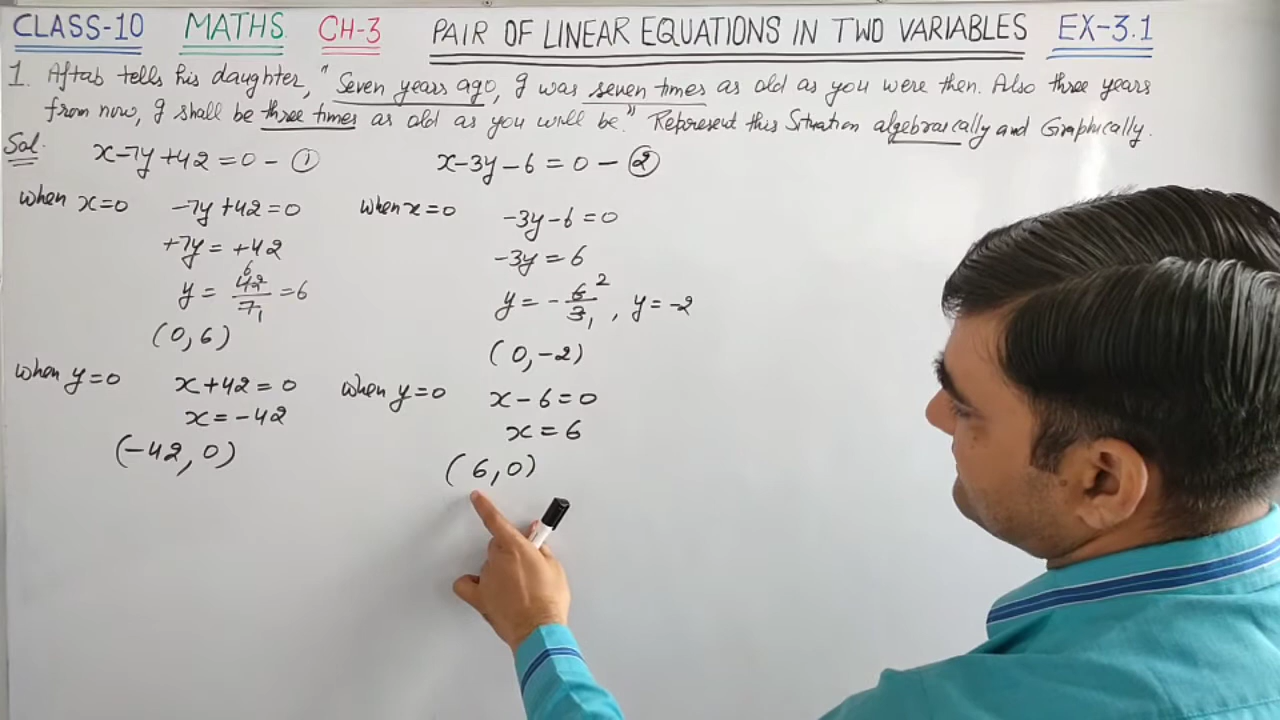 CLASS-10 MATHS CH-3 PAIR OF LINEAR EQUATIONS IN TWO VARIABLES EX-3.1
1. Aftab tells his daughter, "Seven years ago, I was seven times as old as you were then. Also three years
from now, I shall be three times as old as you will be." Represent this Situation algebraically and Graphically.
Sol.
x-7y+42=0 - ①
when x=0 -7y+42=0
+7y = +42
y = 42/7 = 6
6
1
(0,6)
when y=0 x+42=0
x=-42
(-42,0)
x-3y-6=0 - ②
when x=0 -3y-6=0
-3y=6
y = -6/3, y=-2
2
1
(0,-2)
when y=0 x-6=0
x=6
(6,0)